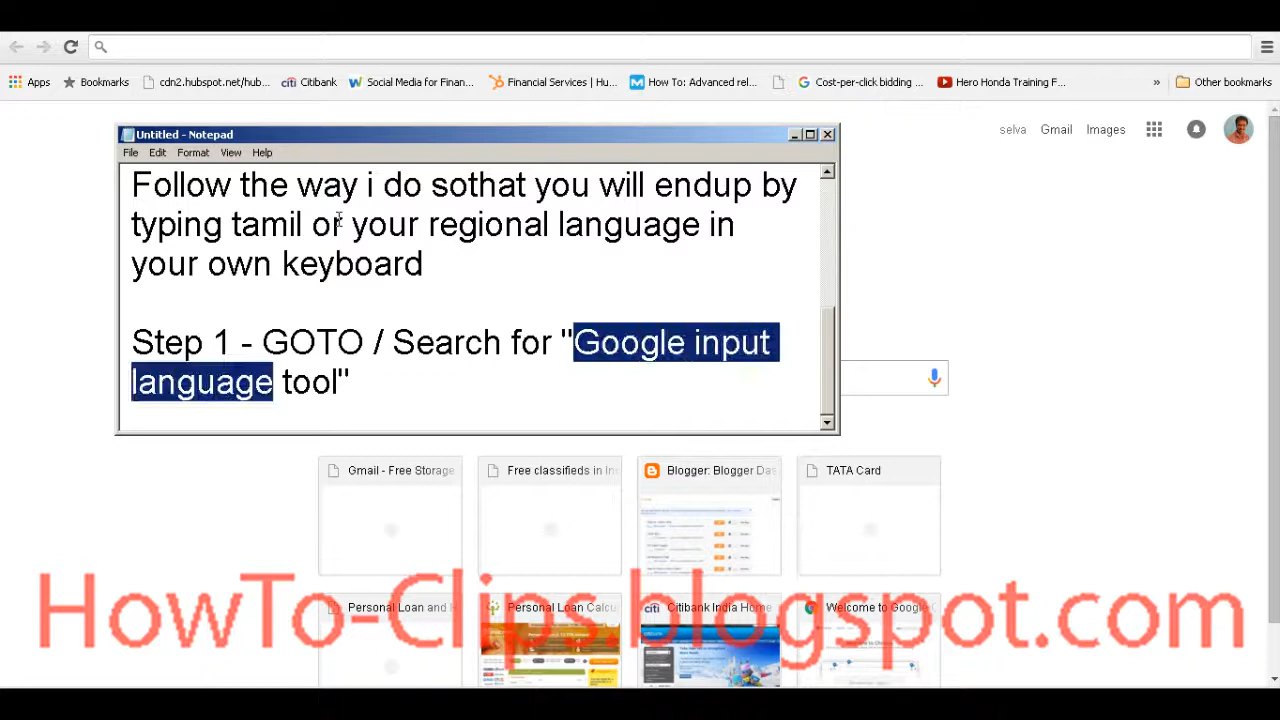 Apps Bookmarks cdn2.hubspot.net/hub... Citibank Social Media for Finan... Financial Services | Hu... How To: Advanced rel... Cost-per-click bidding ... Hero Honda Training F... » Other bookmarks
selva Gmail Images
Untitled - Notepad
File Edit Format View Help
Follow the way i do sothat you will endup by
typing tamil or your regional language in
your own keyboard
Step 1 - GOTO / Search for "Google input
language tool"
Gmail - Free Storage Free classifieds in In Blogger: Blogger Das TATA Card
Personal Loan and Personal Loan Calcu Citibank India Home Welcome to Google
HowTo-Clips.blogspot.com